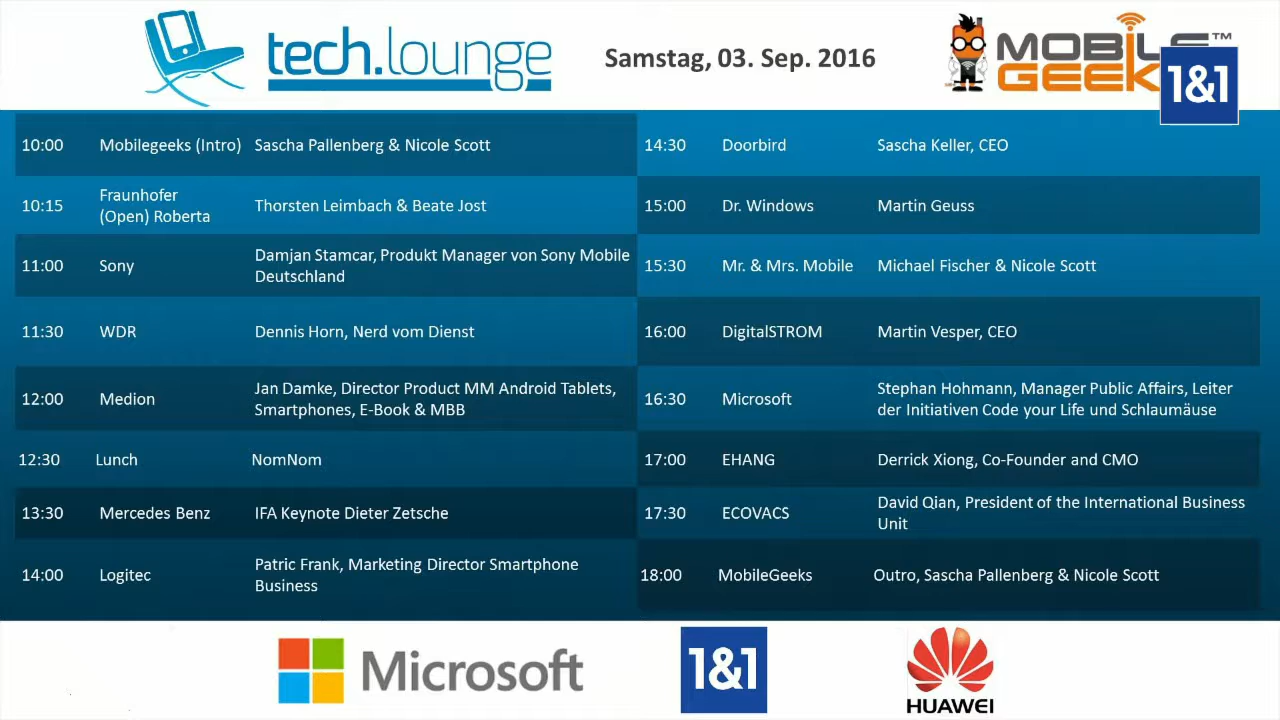 tech.lounge
Samstag, 03. Sep. 2016
MOBILE™
GEEK
1&1
10:00 Mobilegeeks (Intro) Sascha Pallenberg & Nicole Scott
10:15 Fraunhofer
(Open) Roberta
Thorsten Leimbach & Beate Jost
11:00 Sony
Damjan Stamcar, Produkt Manager von Sony Mobile
Deutschland
11:30 WDR Dennis Horn, Nerd vom Dienst
12:00 Medion
Jan Damke, Director Product MM Android Tablets,
Smartphones, E-Book & MBB
12:30 Lunch NomNom
13:30 Mercedes Benz IFA Keynote Dieter Zetsche
14:00 Logitec
Patric Frank, Marketing Director Smartphone
Business
14:30 Doorbird Sascha Keller, CEO
15:00 Dr. Windows Martin Geuss
15:30 Mr. & Mrs. Mobile Michael Fischer & Nicole Scott
16:00 DigitalSTROM Martin Vesper, CEO
16:30 Microsoft
Stephan Hohmann, Manager Public Affairs, Leiter
der Initiativen Code your Life und Schlaumäuse
17:00 EHANG Derrick Xiong, Co-Founder and CMO
17:30 ECOVACS
David Qian, President of the International Business
Unit
18:00 MobileGeeks Outro, Sascha Pallenberg & Nicole Scott
Microsoft
1&1
HUAWEI